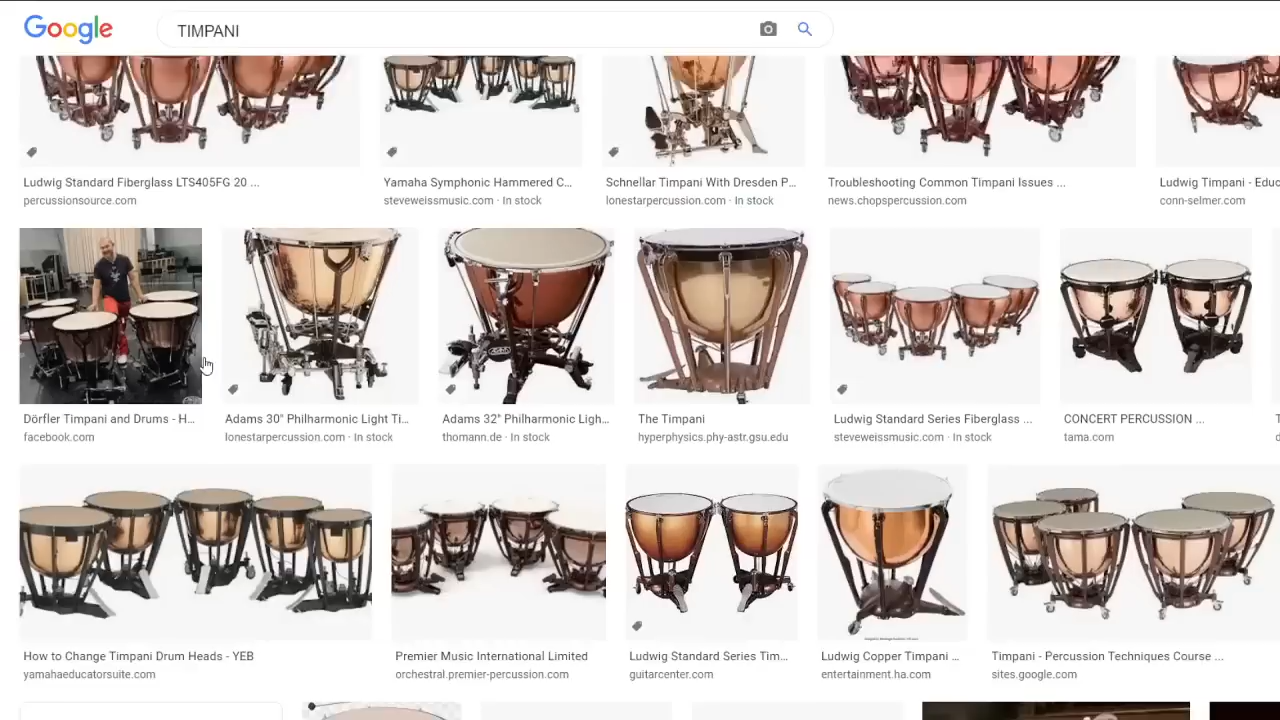 Google
TIMPANI
Ludwig Standard Fiberglass LTS405FG 20 ...
percussionsource.com
Yamaha Symphonic Hammered C...
steveweissmusic.com · In stock
Schnellar Timpani With Dresden P...
lonestarpercussion.com · In stock
Troubleshooting Common Timpani Issues ...
news.chopspercussion.com
Ludwig Timpani - Educ
conn-selmer.com
Dörfler Timpani and Drums - H...
facebook.com
Adams 30" Philharmonic Light Ti...
lonestarpercussion.com · In stock
Adams 32" Philharmonic Ligh...
thomann.de · In stock
The Timpani
hyperphysics.phy-astr.gsu.edu
Ludwig Standard Series Fiberglass ...
steveweissmusic.com · In stock
CONCERT PERCUSSION ...
tama.com
How to Change Timpani Drum Heads - YEB
yamahaeducatorsuite.com
Premier Music International Limited
orchestral.premier-percussion.com
Ludwig Standard Series Tim...
guitarcenter.com
Ludwig Copper Timpani ...
entertainment.ha.com
Timpani - Percussion Techniques Course ...
sites.google.com